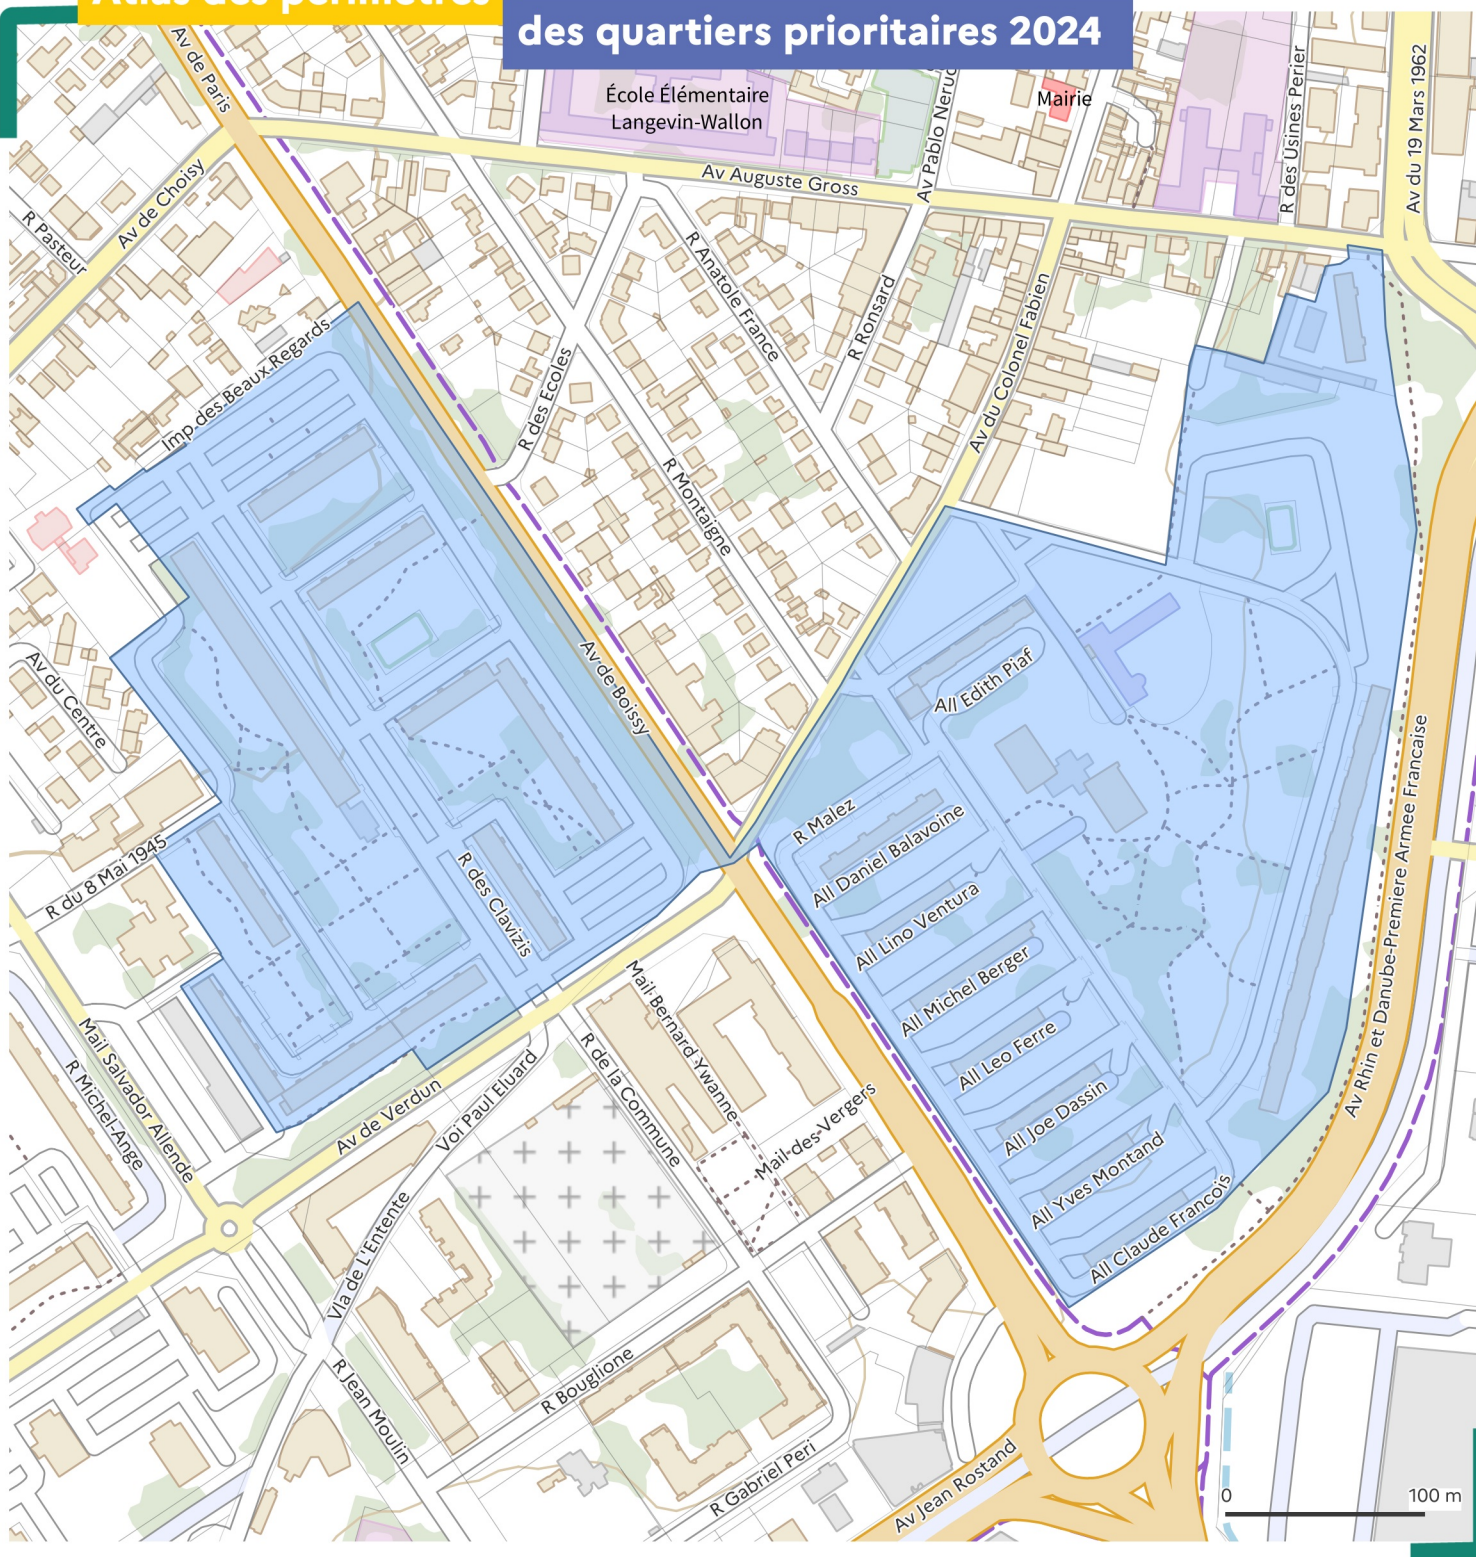 Atlas des périmètres
des quartiers prioritaires 2024
Av de Paris
École Élémentaire
Langevin-Wallon
Mairie
Av Pablo Neruc
R des Usines Perier
Av du 19 Mars 1962
Av Auguste Gross
Av de Choisy
R Pasteur
R Anatole France
R Ronsard
Av du Colonel Fabien
Imp des Beaux-Regards
R des Ecoles
R Montaigne
Av de Boissy
Av du Centre
All Edith Piaf
R Malez
All Daniel Balavoine
R du 8 Mai 1945
R des Clavizis
All Lino Ventura
All Michel Berger
All Leo Ferre
All Joe Dassin
All Yves Montand
All Claude Francois
Av Rhin et Danube-Premiere Armee Francaise
Mail Bernard Ywanne
R de la Commune
Mail des Vergers
Mail Salvador Allende
R Michel-Ange
Av de Verdun
Voi Paul Eluard
Via de L'Entente
R Jean Moulin
R Bouglione
R Gabriel Peri
Av Jean Rostand
0 100 m